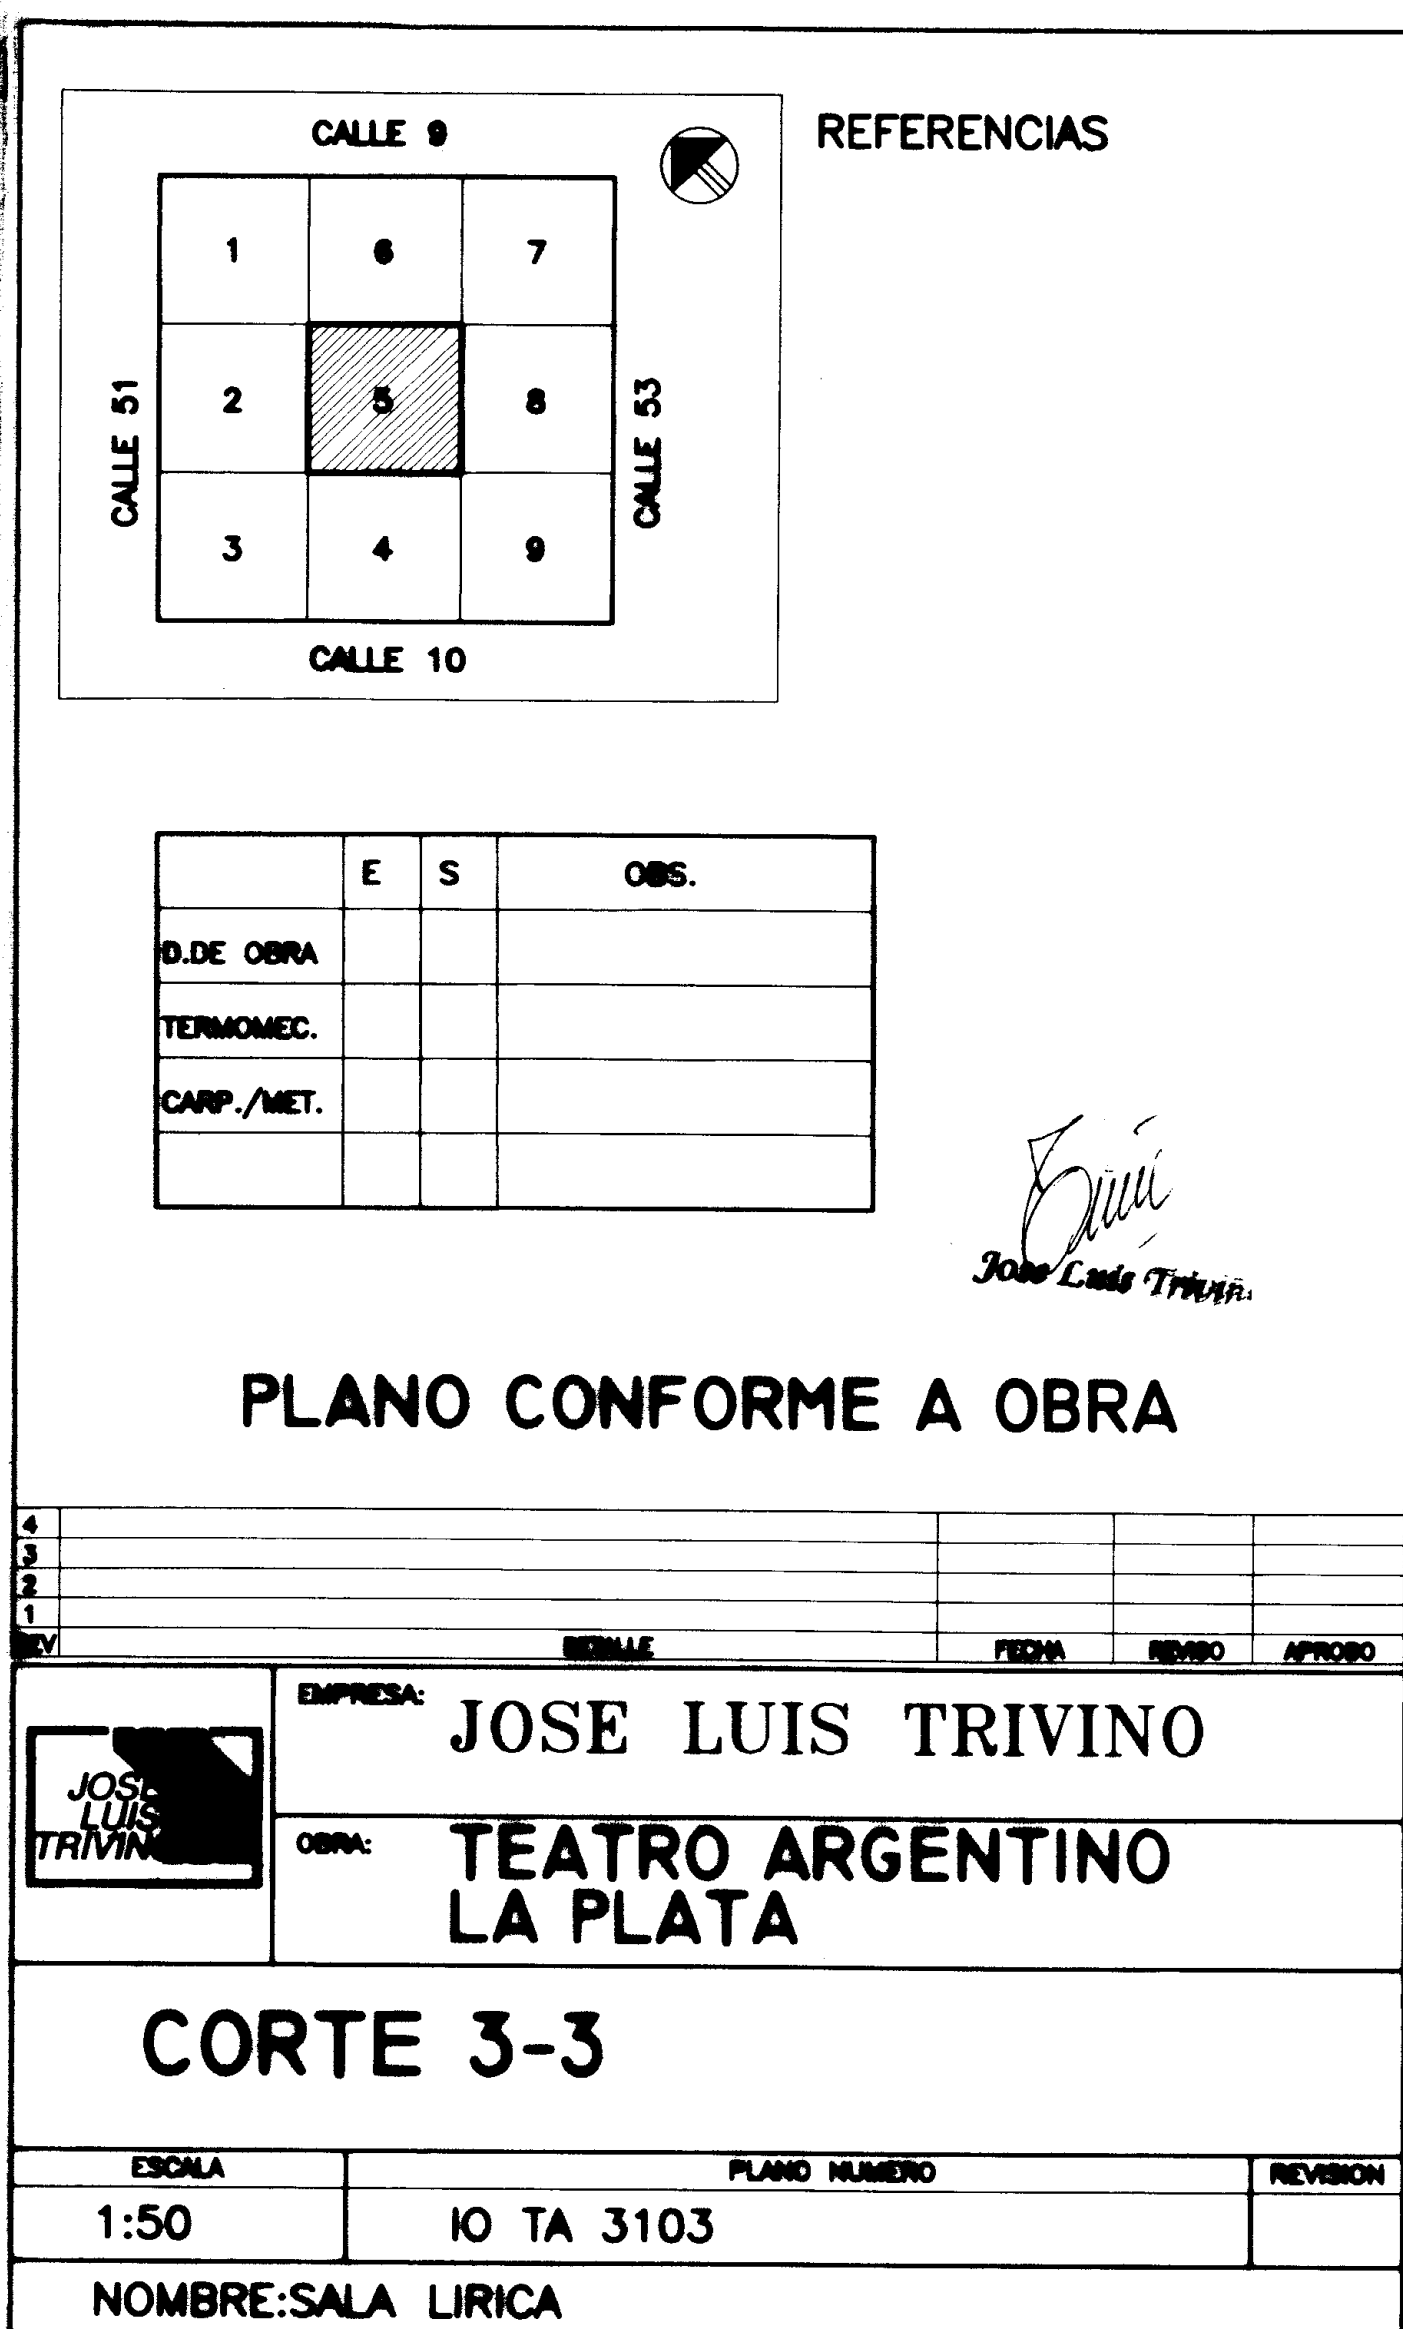 CALLE 9
REFERENCIAS
1 6 7
CALLE 51
2 5 8
CALLE 53
3 4 9
CALLE 10
E S OBS.
D.DE OBRA
TERMOMEC.
CARP./MET.
Jose Luis
PLANO CONFORME A OBRA
4
3
2
1
REV DETALLE FECHA REVISO APROBO
EMPRESA: JOSE LUIS TRIVINO
JOSE
LUIS
TRIVINO
OBRA: TEATRO ARGENTINO
LA PLATA
CORTE 3-3
ESCALA PLANO NUMERO REVISION
1:50 IO TA 3103
NOMBRE:SALA LIRICA